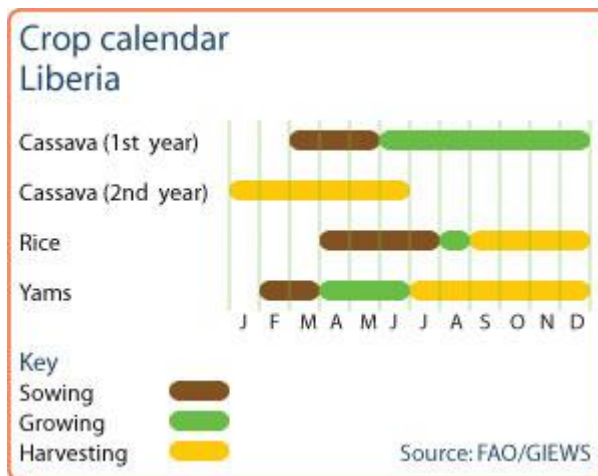 Crop calendar
Liberia
Cassava (1st year)
Cassava (2nd year)
Rice
Yams
J F M A M J J A S O N D
Key
Sowing
Growing
Harvesting
Source: FAO/GIEWS